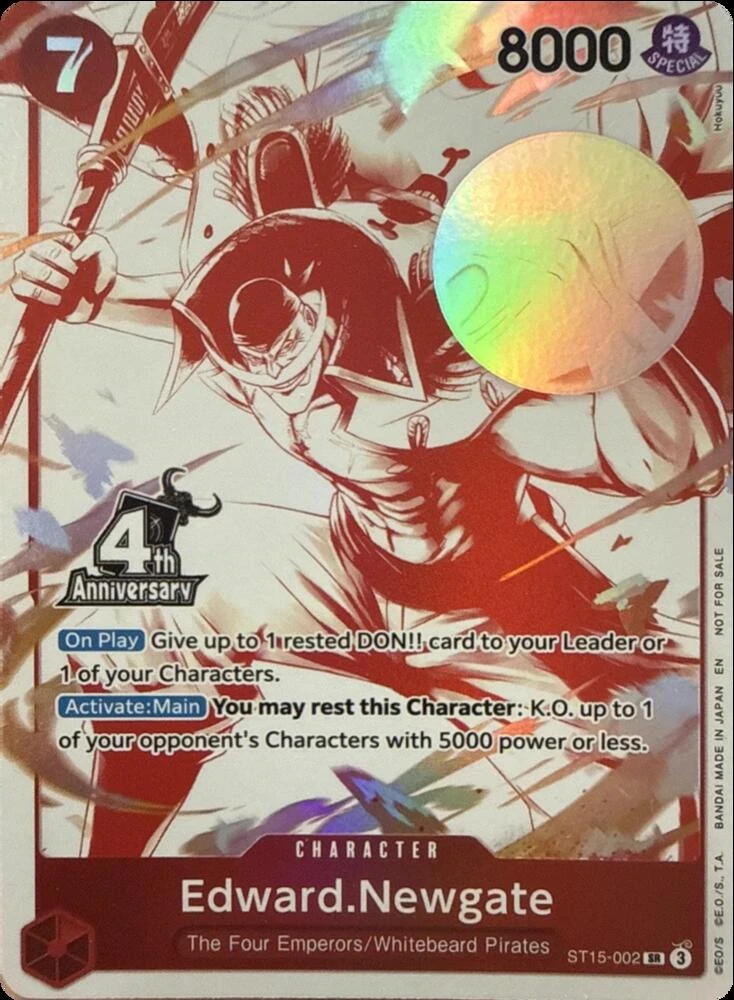 7
8000
特
SPECIAL
Hokuyuu
4th
Anniversary
On Play Give up to 1 rested DON!! card to your Leader or
1 of your Characters.
Activate:Main You may rest this Character: K.O. up to 1
of your opponent's Characters with 5000 power or less.
CHARACTER
Edward.Newgate
The Four Emperors/Whitebeard Pirates
ST15-002 SR 3
©EO/S ©E.O./S., T.A. BANDAI MADE IN JAPAN EN NOT FOR SALE